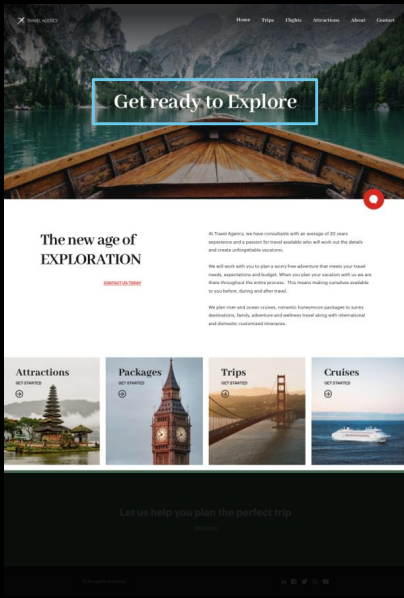 TRAVEL AGENCY
Home Trips Flights Attractions About Contact
Get ready to Explore
The new age of
EXPLORATION
CONTACT US TODAY
At Travel Agency, we have consultants with an average of 20 years
experience and a passion for travel available who will work out the details
and create unforgettable vacations.
We will work with you to plan a worry free adventure that meets your travel
needs, expectations and budget. When you plan your vacation with us we are
there throughout the entire process. This means making ourselves available
to you before, during and after travel.
We plan river and ocean cruises, romantic honeymoon packages to sunny
destinations, family, adventure and wellness travel along with international
and domestic customized itineraries.
Attractions
GET STARTED
Packages
GET STARTED
Trips
GET STARTED
Cruises
GET STARTED
Let us help you plan the perfect trip